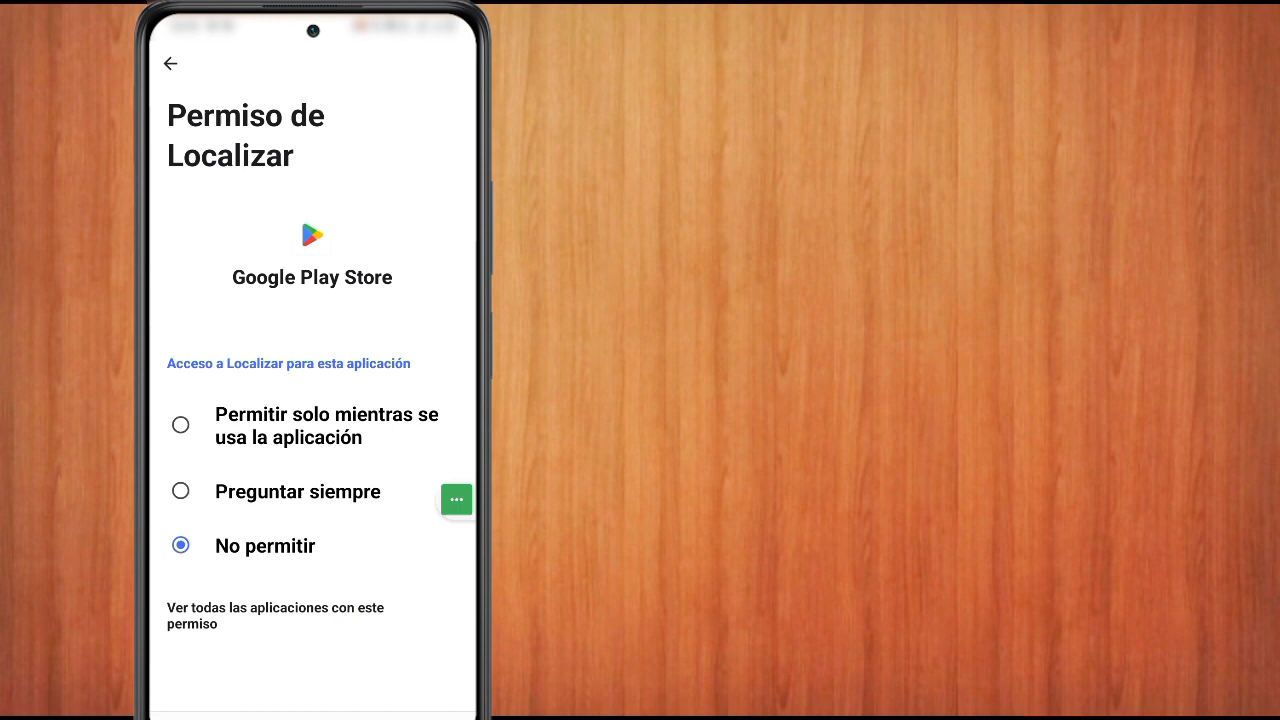 Permiso de
Localizar
Google Play Store
Acceso a Localizar para esta aplicación
Permitir solo mientras se
usa la aplicación
Preguntar siempre
No permitir
Ver todas las aplicaciones con este
permiso